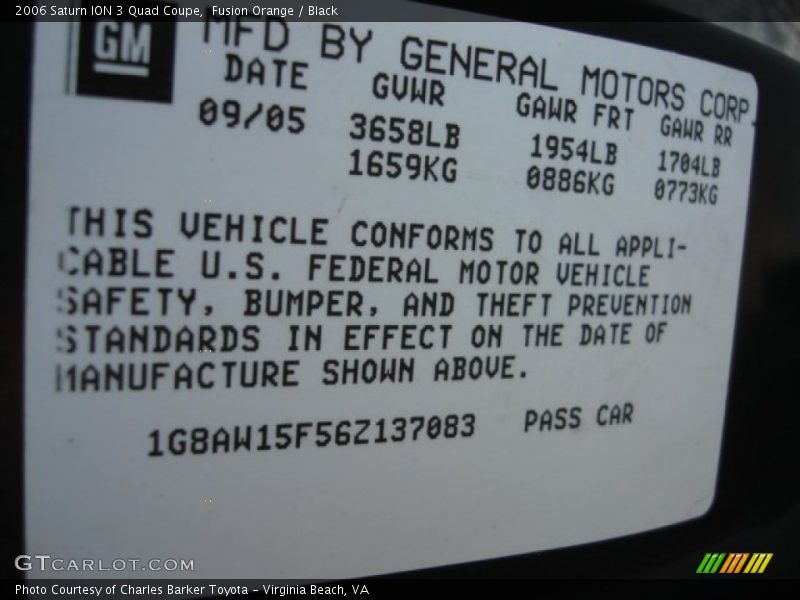 2006 Saturn ION 3 Quad Coupe, Fusion Orange / Black
GM
MFD BY GENERAL MOTORS CORP
DATE GVWR GAWR FRT GAWR RR
09/05 3658LB 1954LB 1704LB
1659KG 0886KG 0773KG
THIS VEHICLE CONFORMS TO ALL APPLI-
CABLE U.S. FEDERAL MOTOR VEHICLE
SAFETY, BUMPER, AND THEFT PREVENTION
STANDARDS IN EFFECT ON THE DATE OF
MANUFACTURE SHOWN ABOVE.
1G8AW15F56Z137083 PASS CAR
GTCARLOT.COM
Photo Courtesy of Charles Barker Toyota - Virginia Beach, VA